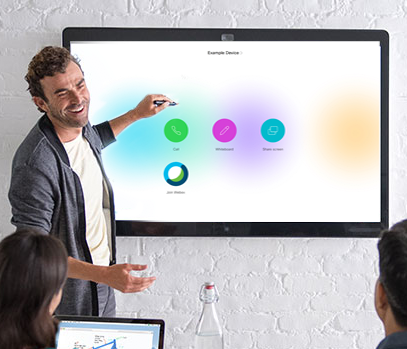 Example Device
Call
Whiteboard
Share screen
Join Webex